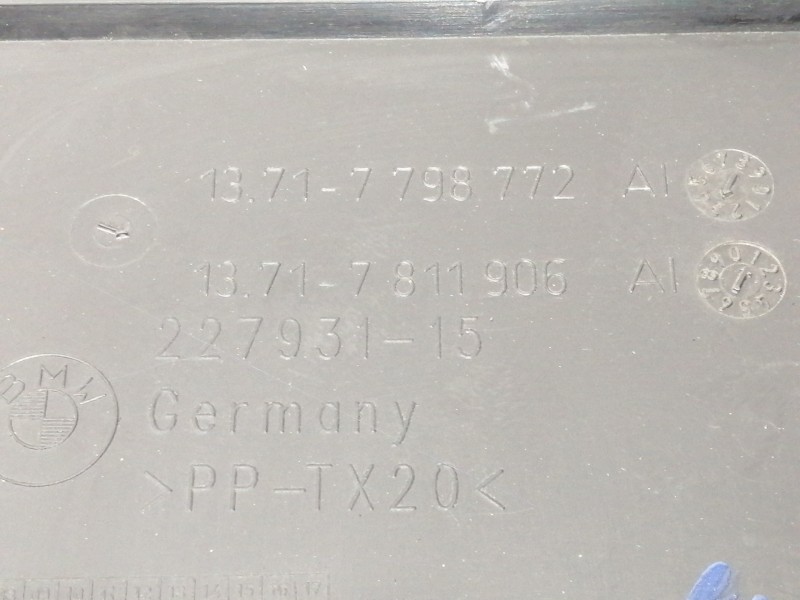 13.71-7 798 772 AI
13.71-7 811 906 AI
227931-15
BMW
Germany
>PP-TX20<